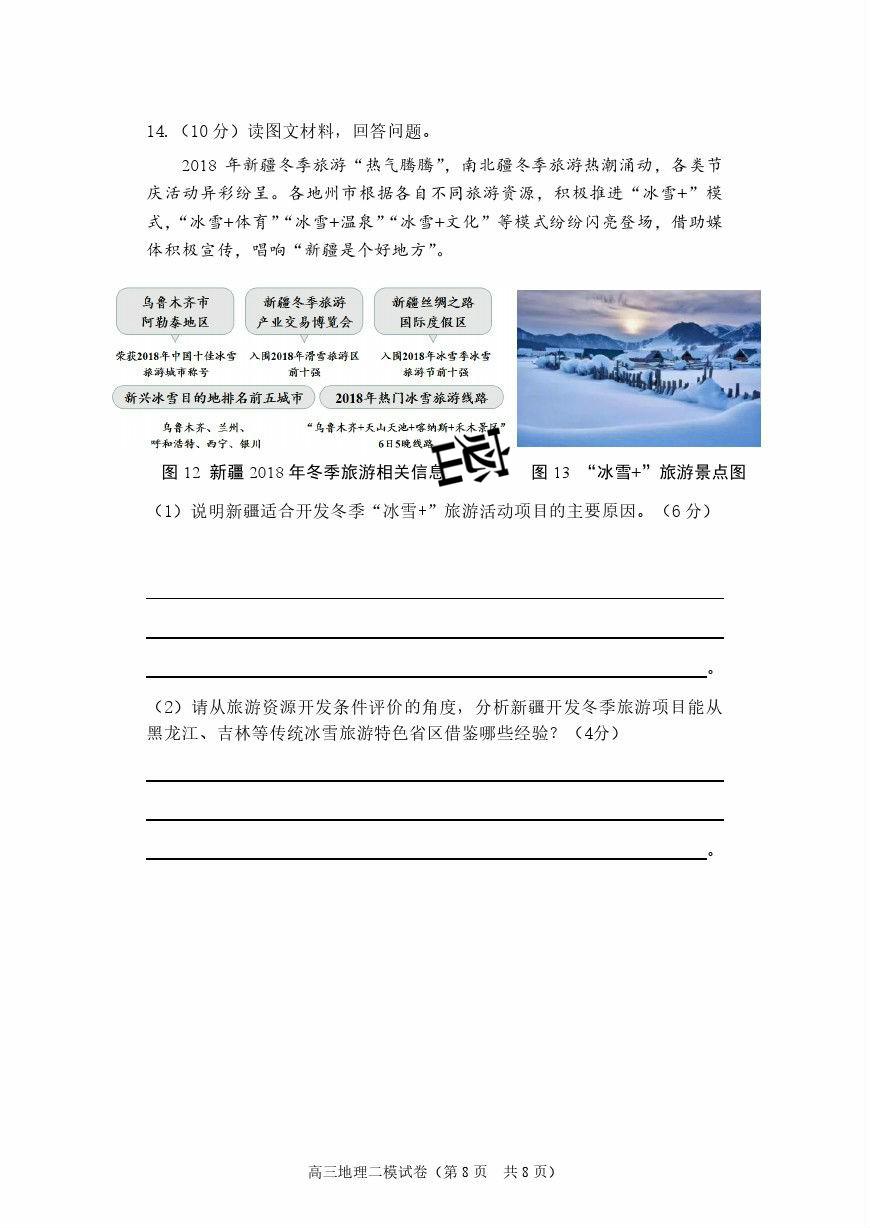 14.（10 分）读图文材料，回答问题。
2018 年新疆冬季旅游“热气腾腾”，南北疆冬季旅游热潮涌动，各类节
庆活动异彩纷呈。各地州市根据各自不同旅游资源，积极推进“冰雪+”模
式，“冰雪+体育”“冰雪+温泉”“冰雪+文化”等模式纷纷闪亮登场，借助媒
体积极宣传，唱响“新疆是个好地方”。
乌鲁木齐市
阿勒泰地区
荣获2018年中国十佳冰雪
旅游城市称号
新疆冬季旅游
产业交易博览会
入围2018年滑雪旅游区
前十强
新疆丝绸之路
国际度假区
入围2018年冰雪季冰雪
旅游节前十强
新兴冰雪目的地排名前五城市
乌鲁木齐、兰州、
呼和浩特、西宁、银川
2018年热门冰雪旅游线路
“乌鲁木齐+天山天池+喀纳斯+禾木景区”
6日5晚线路
图 12 新疆 2018 年冬季旅游相关信息
图 13 “冰雪+”旅游景点图
（1）说明新疆适合开发冬季“冰雪+”旅游活动项目的主要原因。（6 分）
。
（2）请从旅游资源开发条件评价的角度，分析新疆开发冬季旅游项目能从
黑龙江、吉林等传统冰雪旅游特色省区借鉴哪些经验？（4分）
。
高三地理二模试卷（第 8 页 共 8 页）